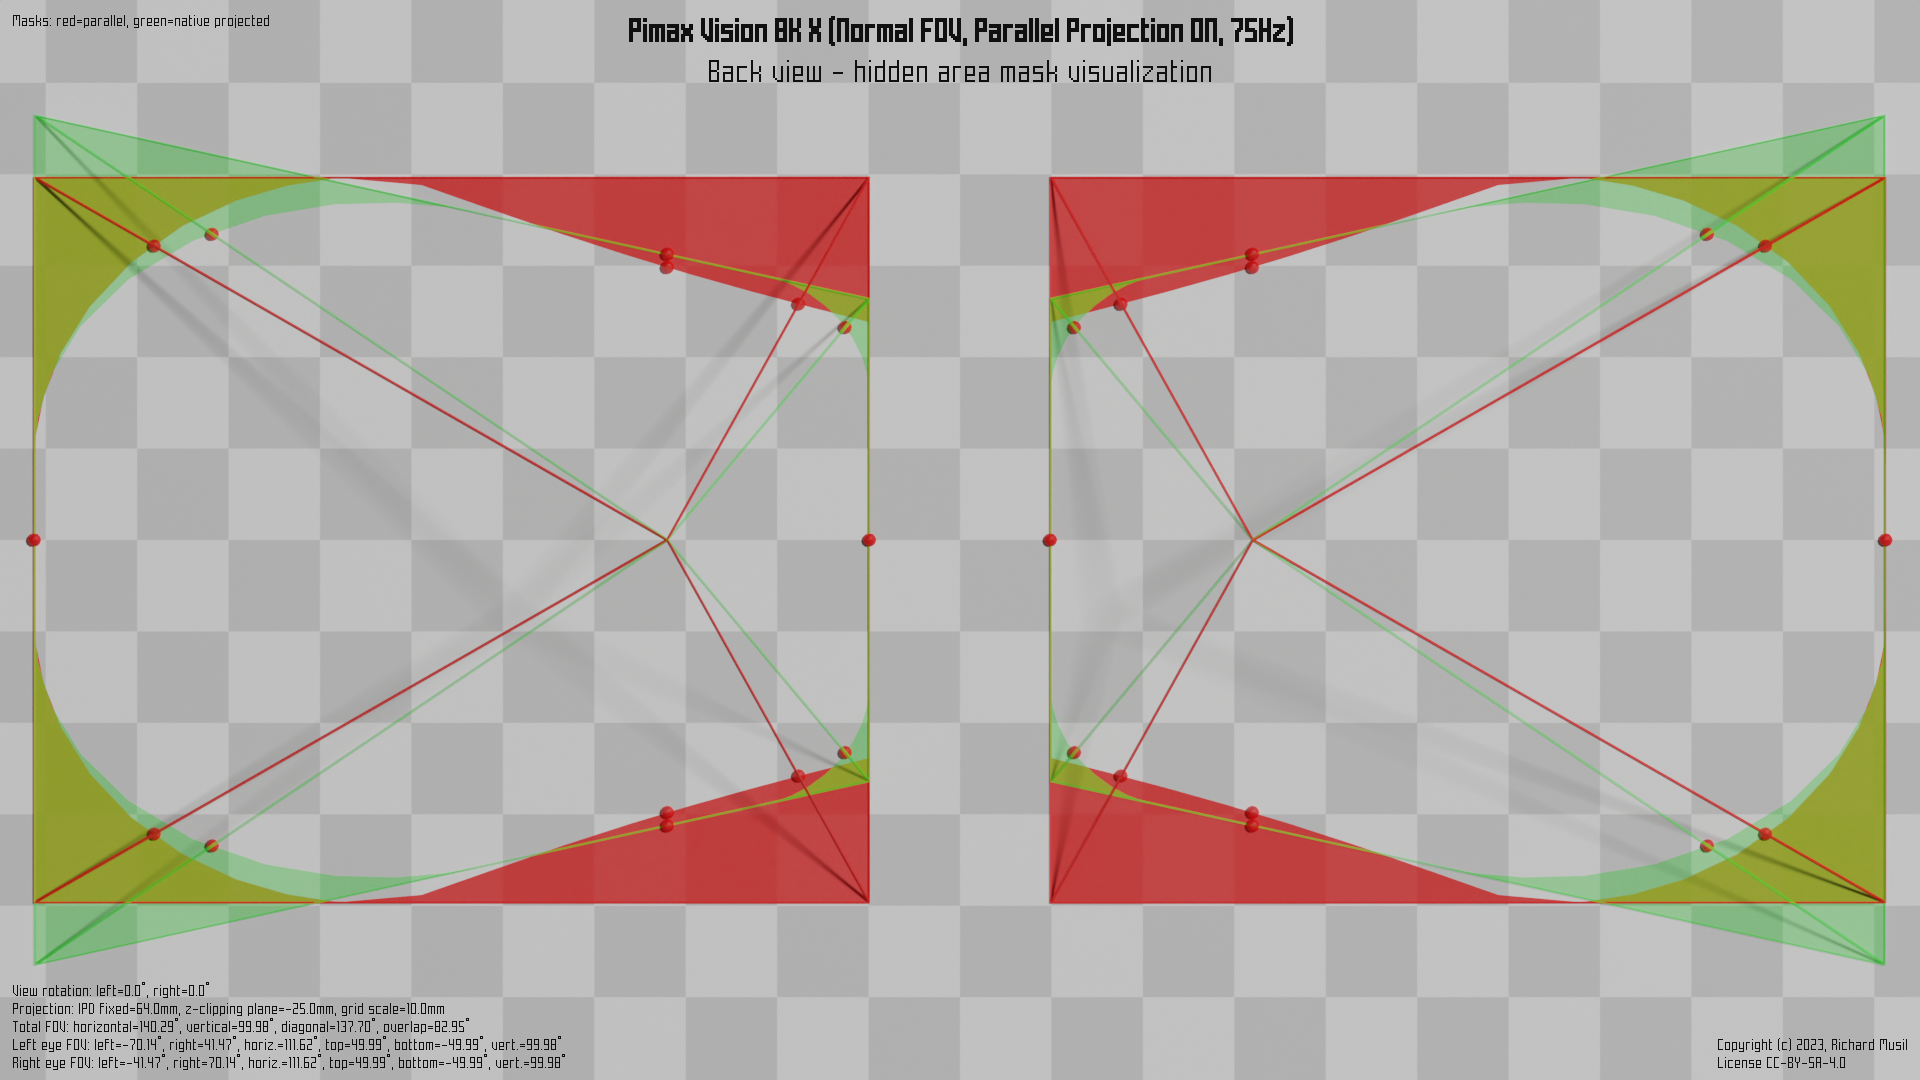 Masks: red=parallel, green=native projected
Pimax Vision 8K X (Normal FOV, Parallel Projection ON, 75Hz)
Back view - hidden area mask visualization
View rotation: left=0.0°, right=0.0°
Projection: IPD fixed=64.0mm, z-clipping plane=-25.0mm, grid scale=10.0mm
Total FOV: horizontal=140.29°, vertical=99.98°, diagonal=137.70°, overlap=82.95°
Left eye FOV: left=-70.14°, right=41.47°, horiz.=111.62°, top=49.99°, bottom=-49.99°, vert.=99.98°
Right eye FOV: left=-41.47°, right=70.14°, horiz.=111.62°, top=49.99°, bottom=-49.99°, vert.=99.98°
Copyright (c) 2023, Richard Musil
License CC-BY-SA-4.0